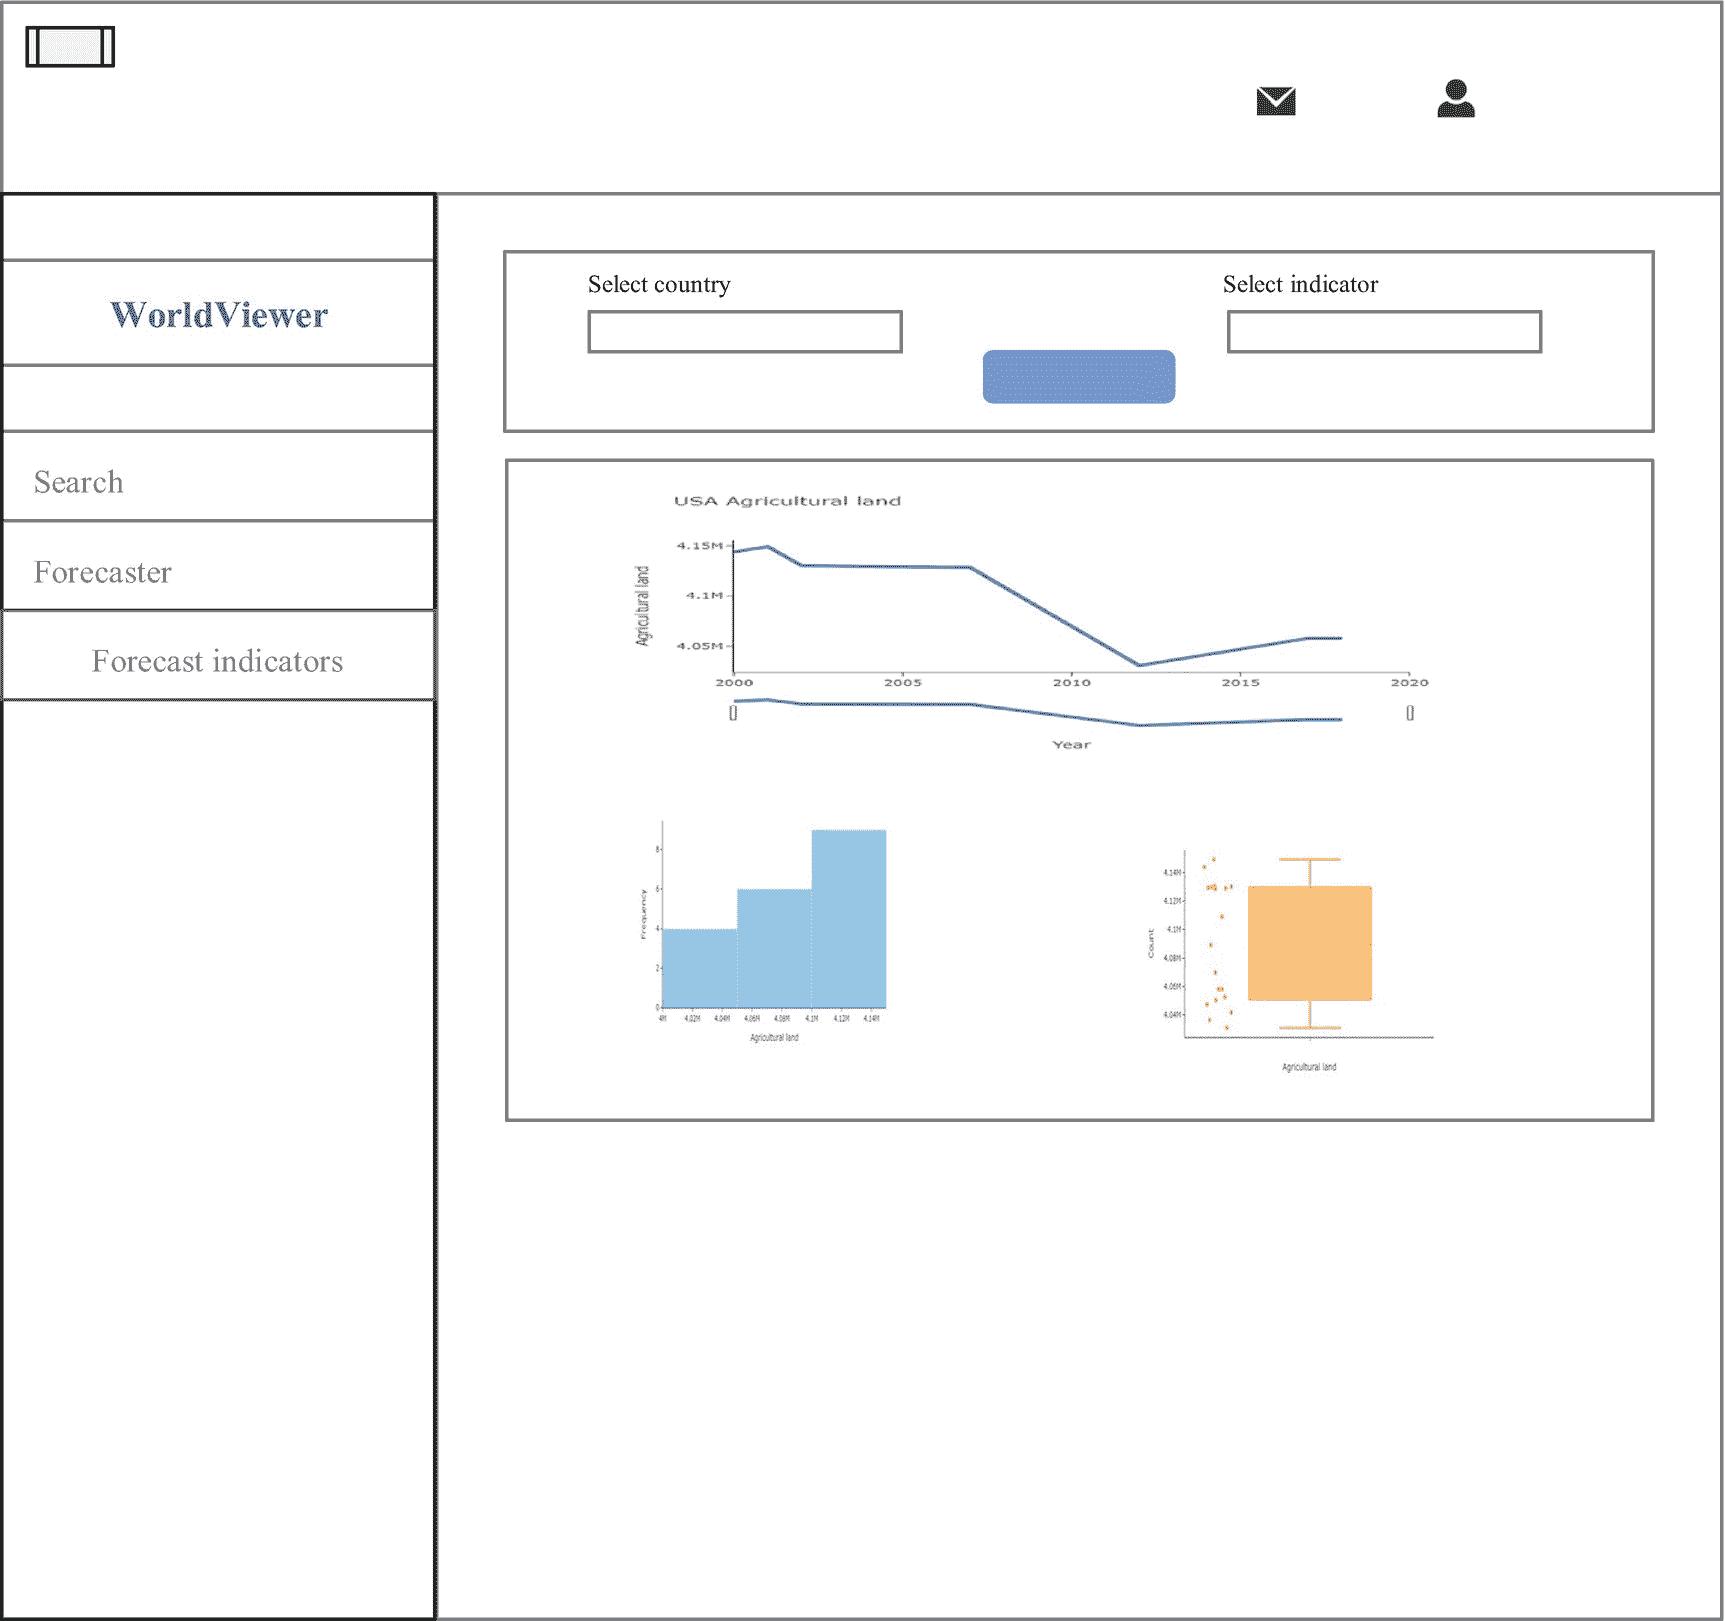 WorldViewer
Search
Forecaster
Forecast indicators
Select country
Select indicator
USA Agricultural land
Agricultural land
4.15M
4.1M
4.05M
2000 2005 2010 2015 2020
Year
Frequency
8
6
4
2
0
4M 4.02M 4.04M 4.06M 4.08M 4.1M 4.12M 4.14M
Agricultural land
Count
4.14M
4.12M
4.1M
4.08M
4.06M
4.04M
Agricultural land